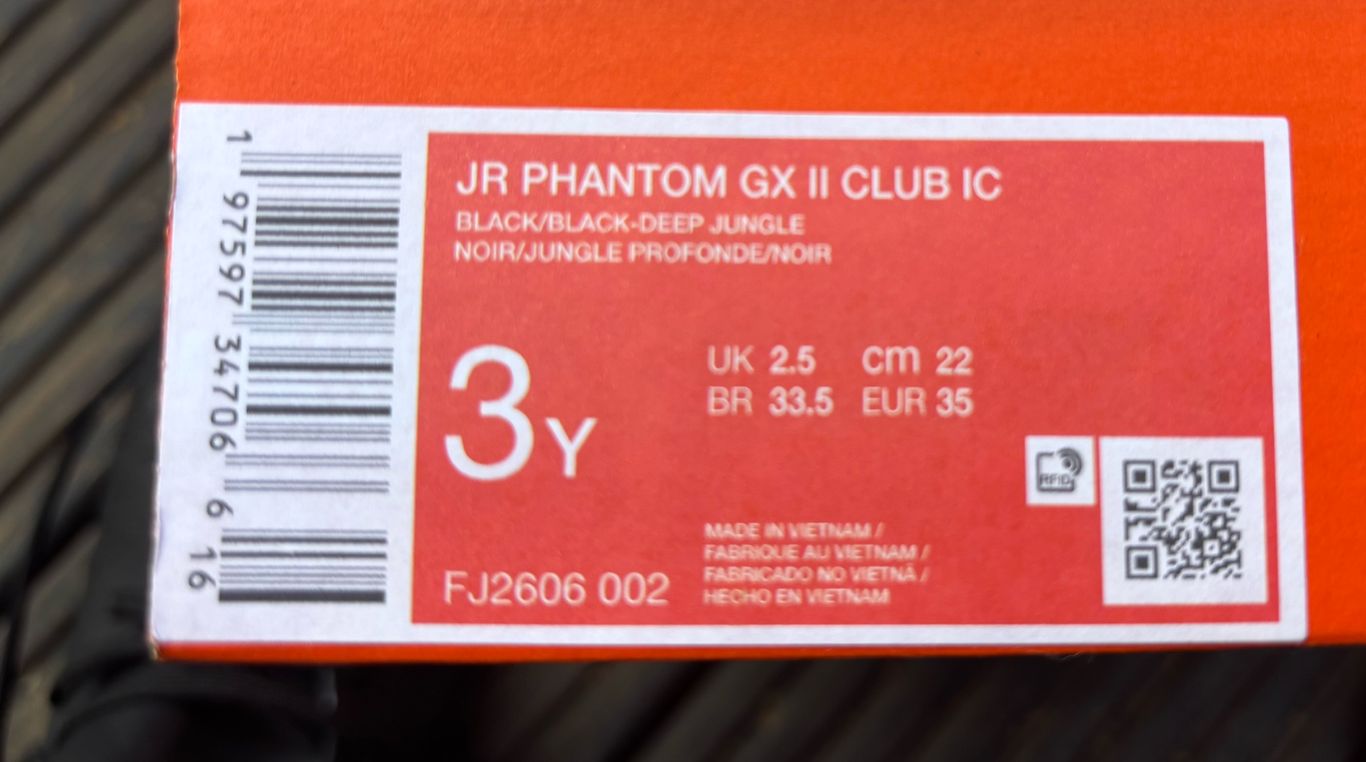 JR PHANTOM GX II CLUB IC
BLACK/BLACK-DEEP JUNGLE
NOIR/JUNGLE PROFONDE/NOIR
3Y
UK 2.5 cm 22
BR 33.5 EUR 35
RFID
MADE IN VIETNAM /
FABRIQUE AU VIETNAM /
FABRICADO NO VIETNÃ /
HECHO EN VIETNAM
FJ2606 002
1 97597 34706 6 16